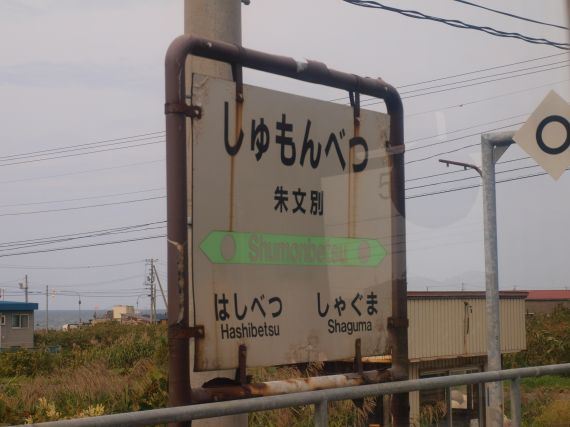 しゅもんべつ
朱文別
Shumonbetsu
はしべつ しゃぐま
Hashibetsu Shaguma